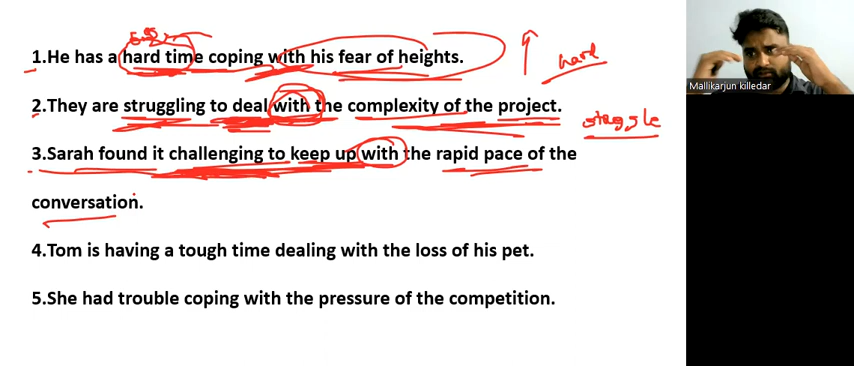 1.He has a hard time coping with his fear of heights.
hard
2.They are struggling to deal with the complexity of the project.
struggle
3.Sarah found it challenging to keep up with the rapid pace of the
conversation.
4.Tom is having a tough time dealing with the loss of his pet.
5.She had trouble coping with the pressure of the competition.
Mallikarjun killedar